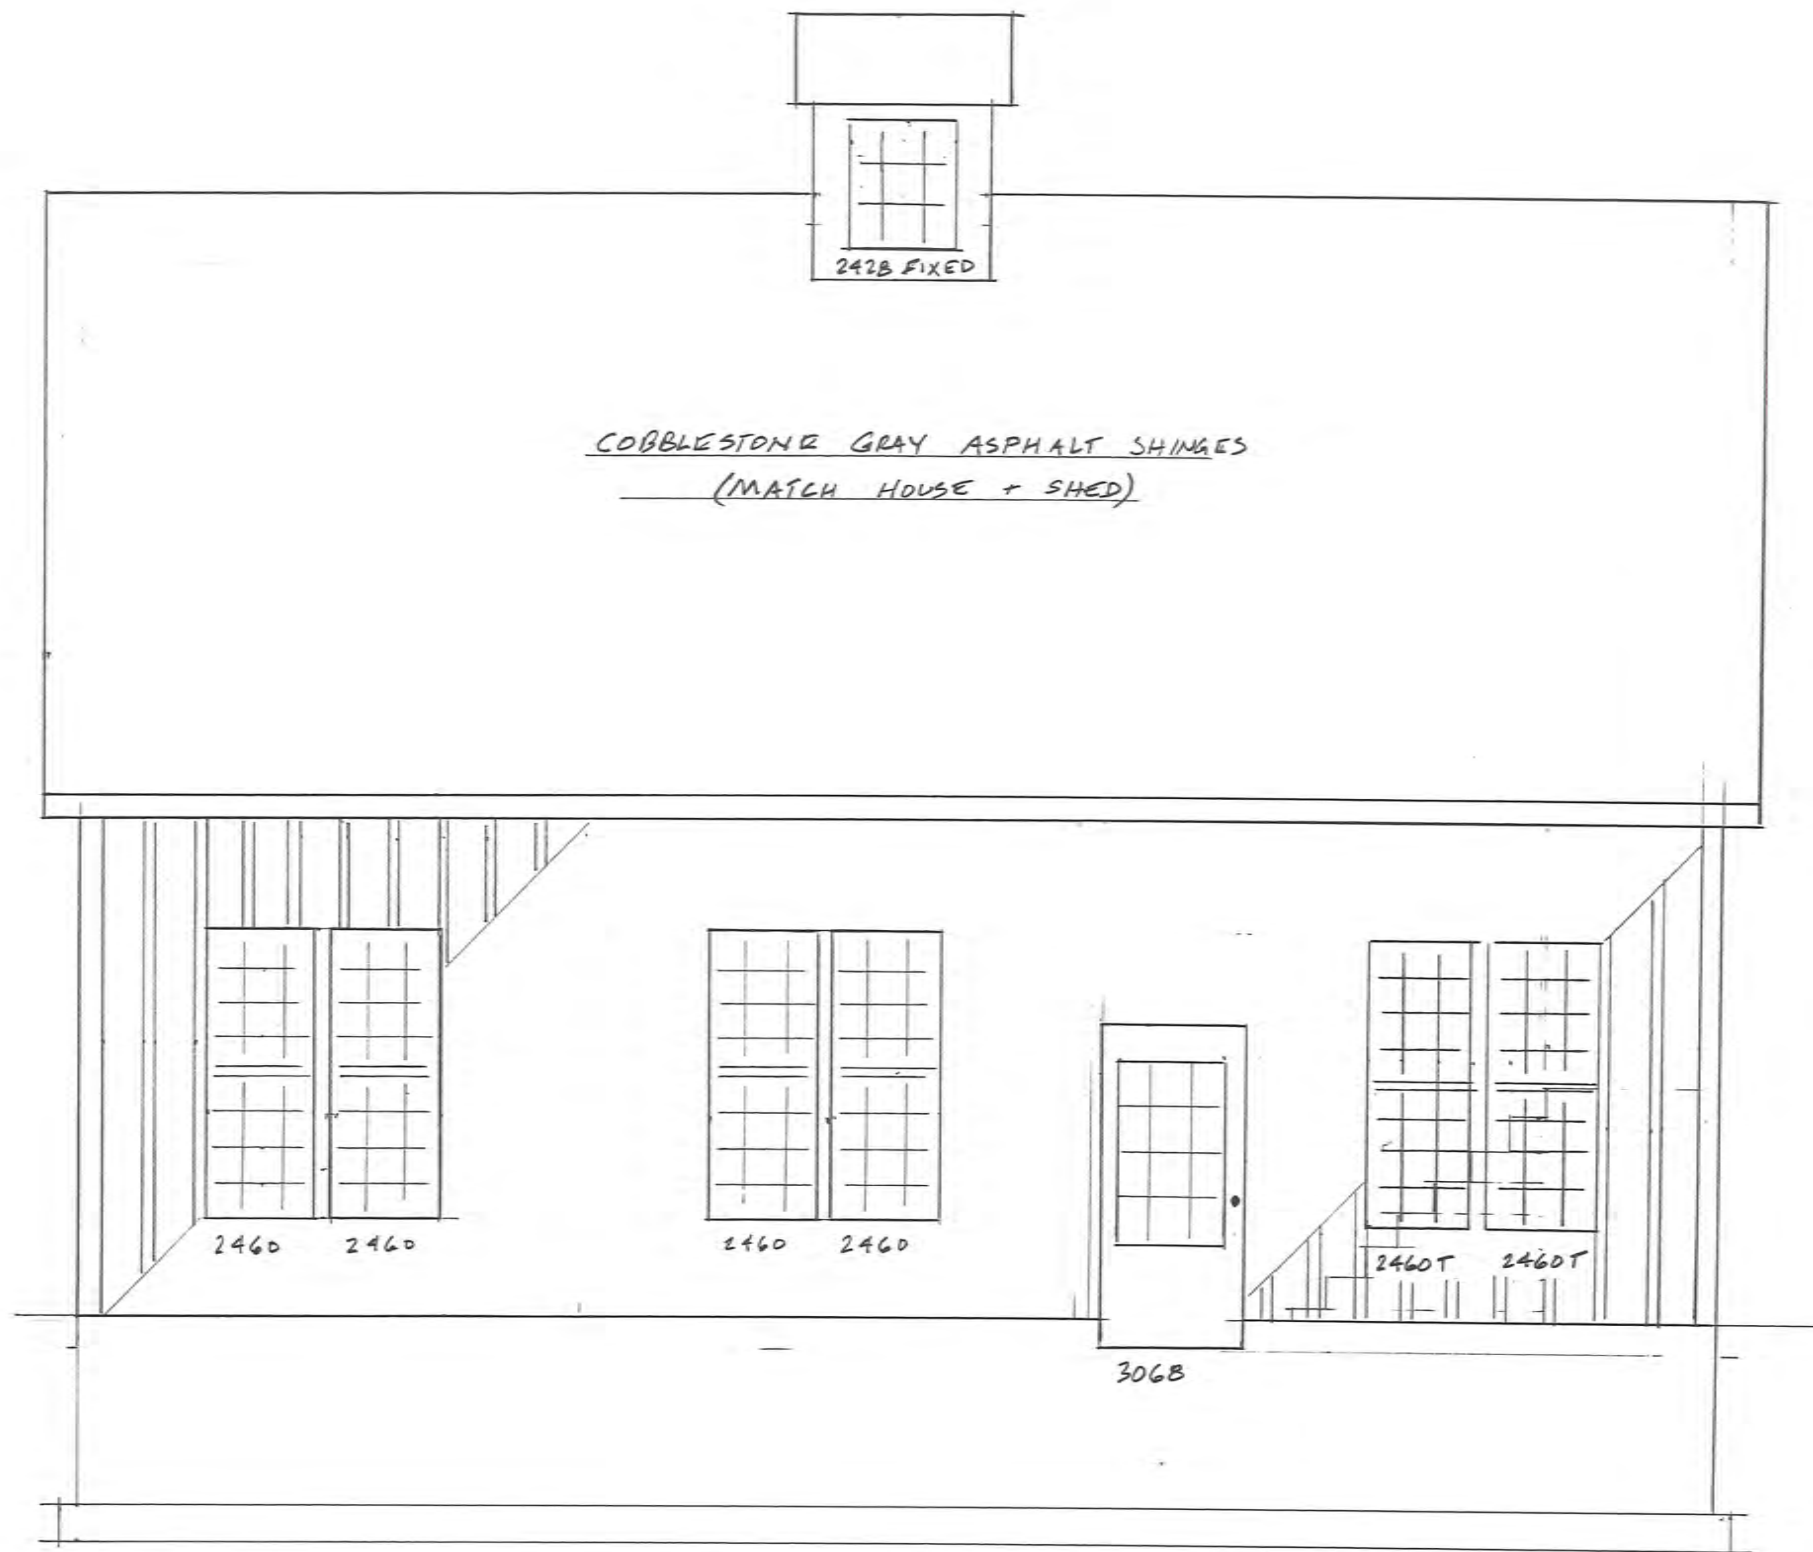 2428 FIXED
COBBLESTONE GRAY ASPHALT SHINGES
(MATCH HOUSE + SHED)
2460 2460 2460 2460 2460T 2460T
3068